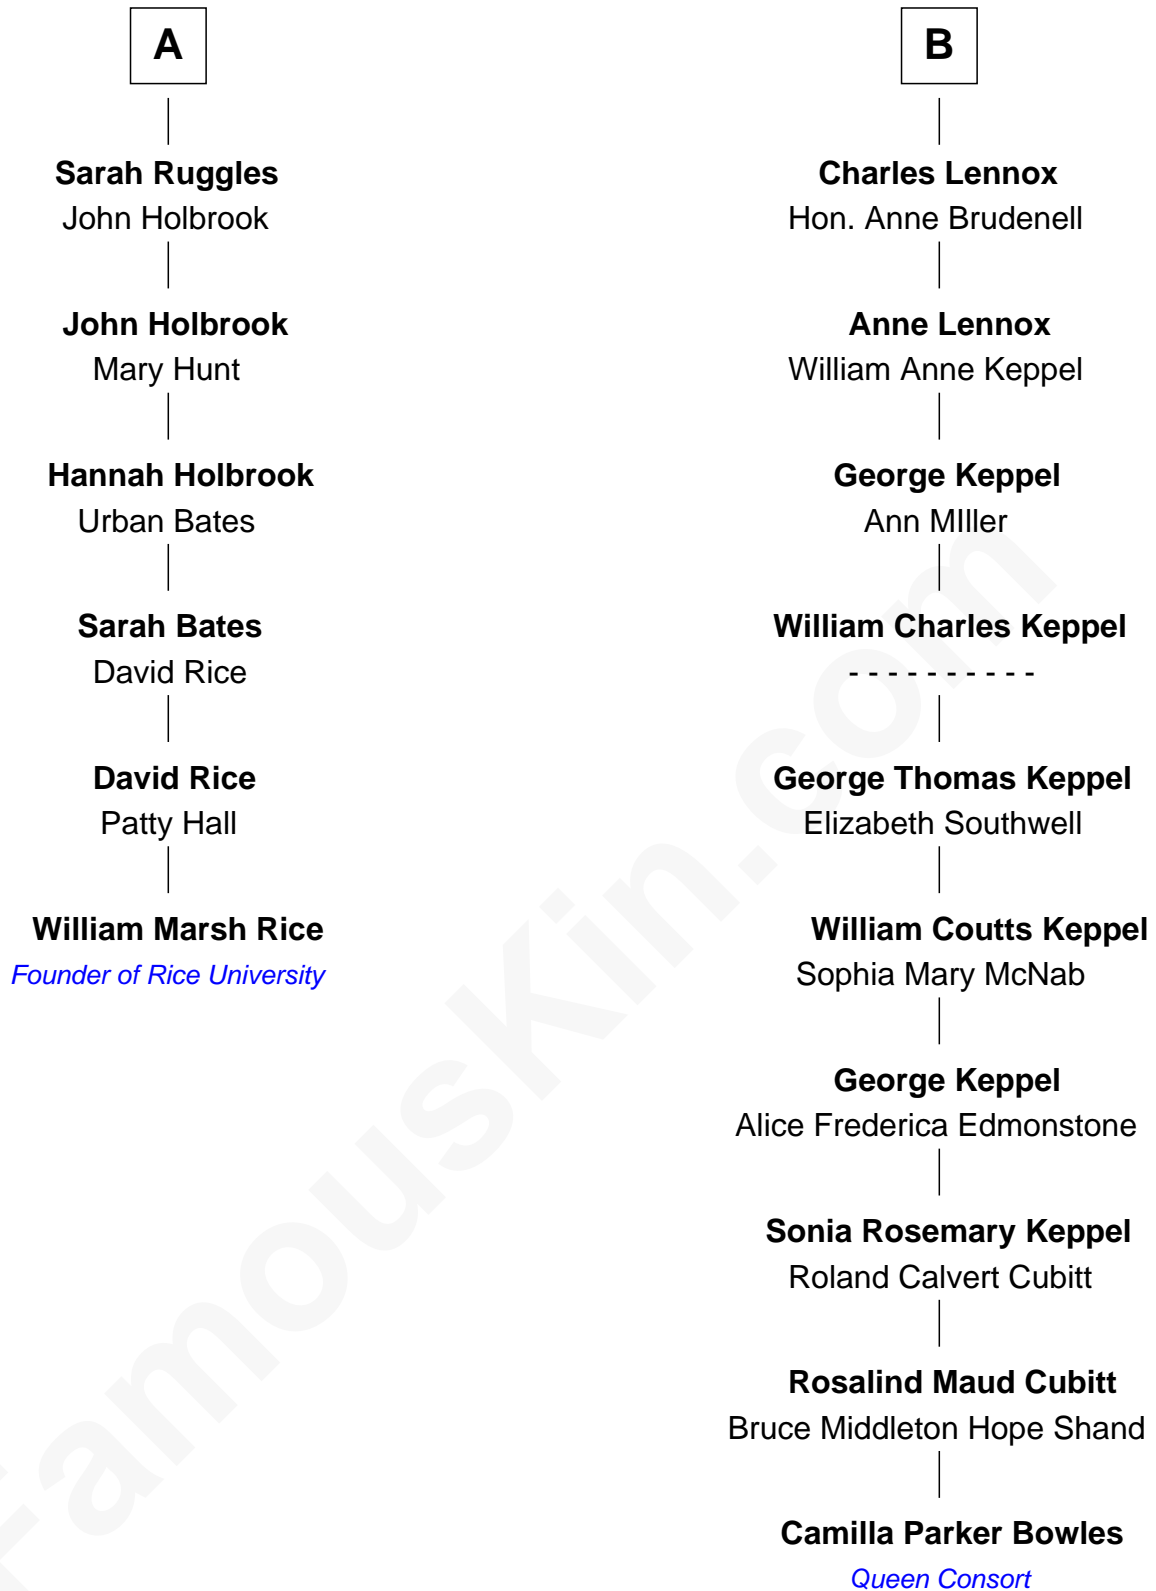 A
Sarah Ruggles
John Holbrook
John Holbrook
Mary Hunt
Hannah Holbrook
Urban Bates
Sarah Bates
David Rice
David Rice
Patty Hall
William Marsh Rice
Founder of Rice University
B
Charles Lennox
Hon. Anne Brudenell
Anne Lennox
William Anne Keppel
George Keppel
Ann MIller
William Charles Keppel
- - - - - - - - - -
George Thomas Keppel
Elizabeth Southwell
William Coutts Keppel
Sophia Mary McNab
George Keppel
Alice Frederica Edmonstone
Sonia Rosemary Keppel
Roland Calvert Cubitt
Rosalind Maud Cubitt
Bruce Middleton Hope Shand
Camilla Parker Bowles
Queen Consort
FamousKin.com